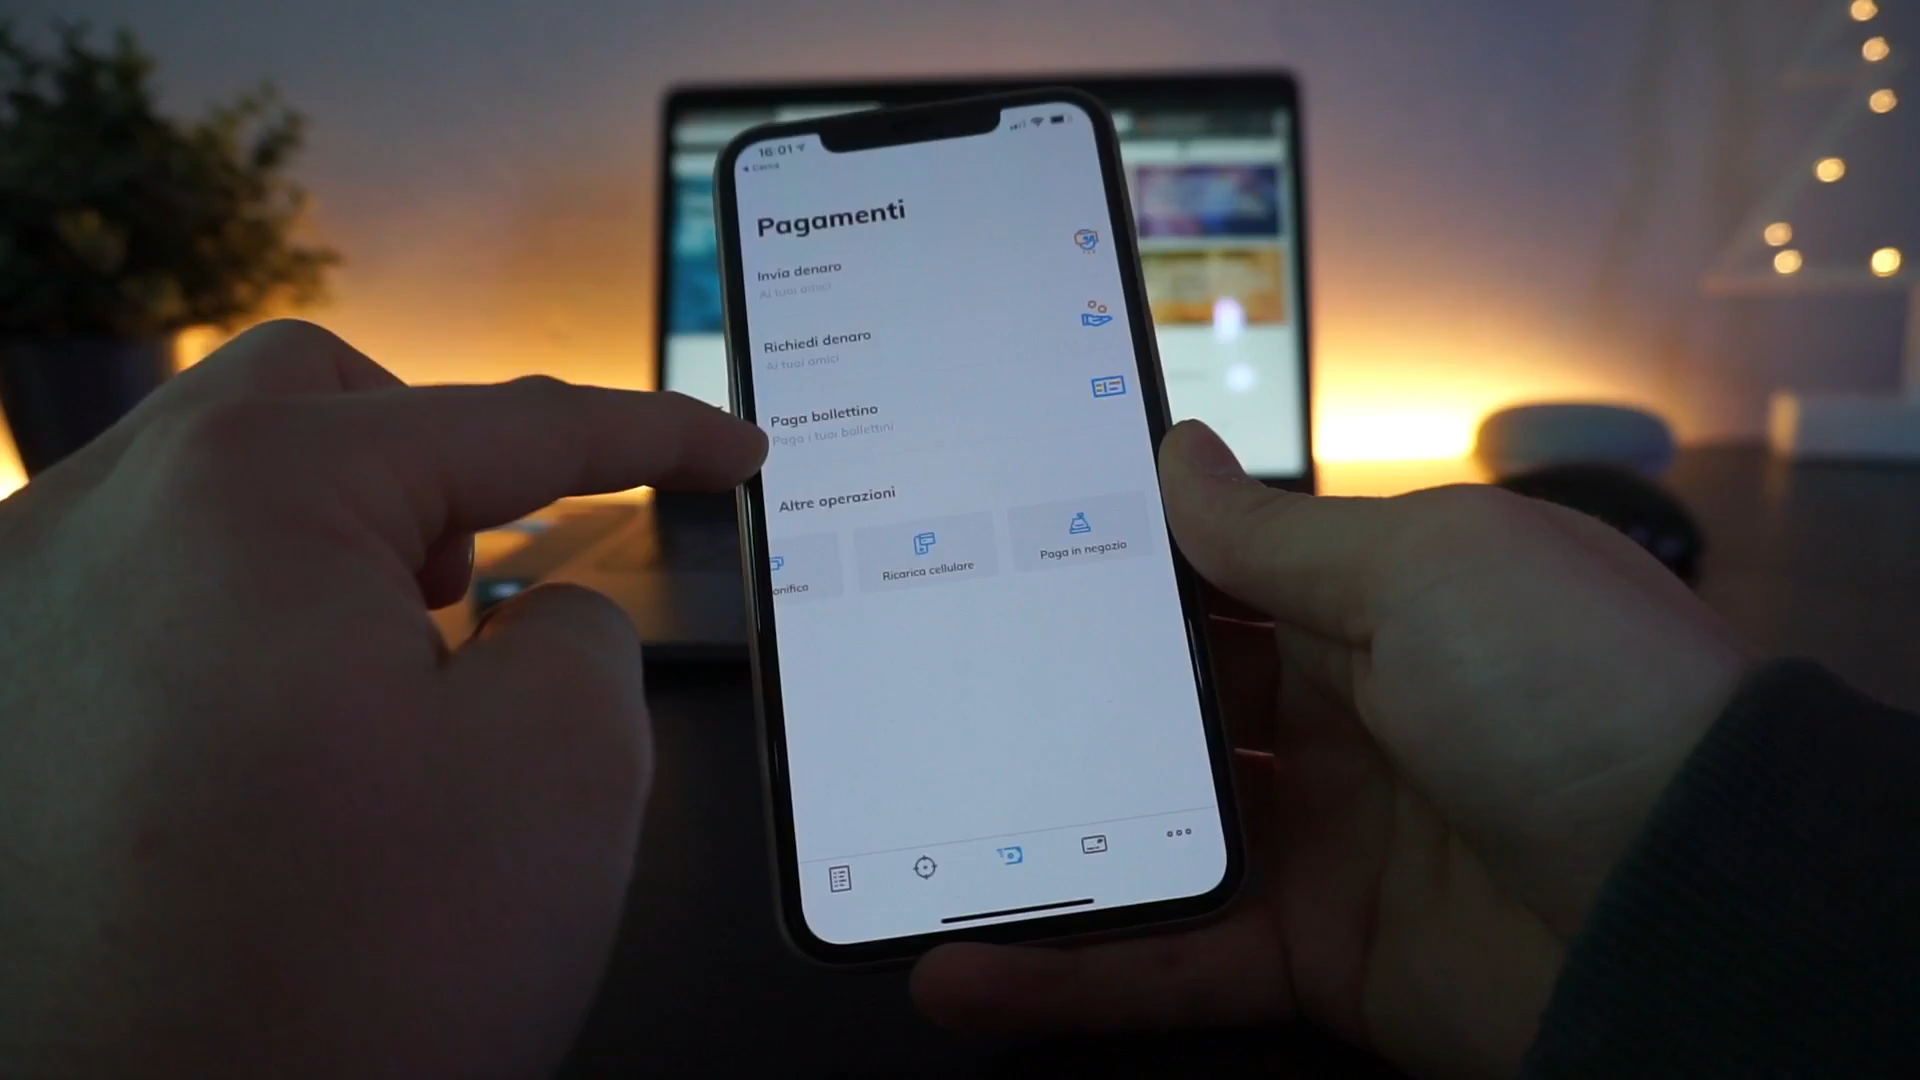 16:01
Cerca
Pagamenti
Invia denaro
Ai tuoi amici
Richiedi denaro
Ai tuoi amici
Paga bollettino
Paga i tuoi bollettini
Altre operazioni
onifico
Ricarica cellulare
Paga in negozio